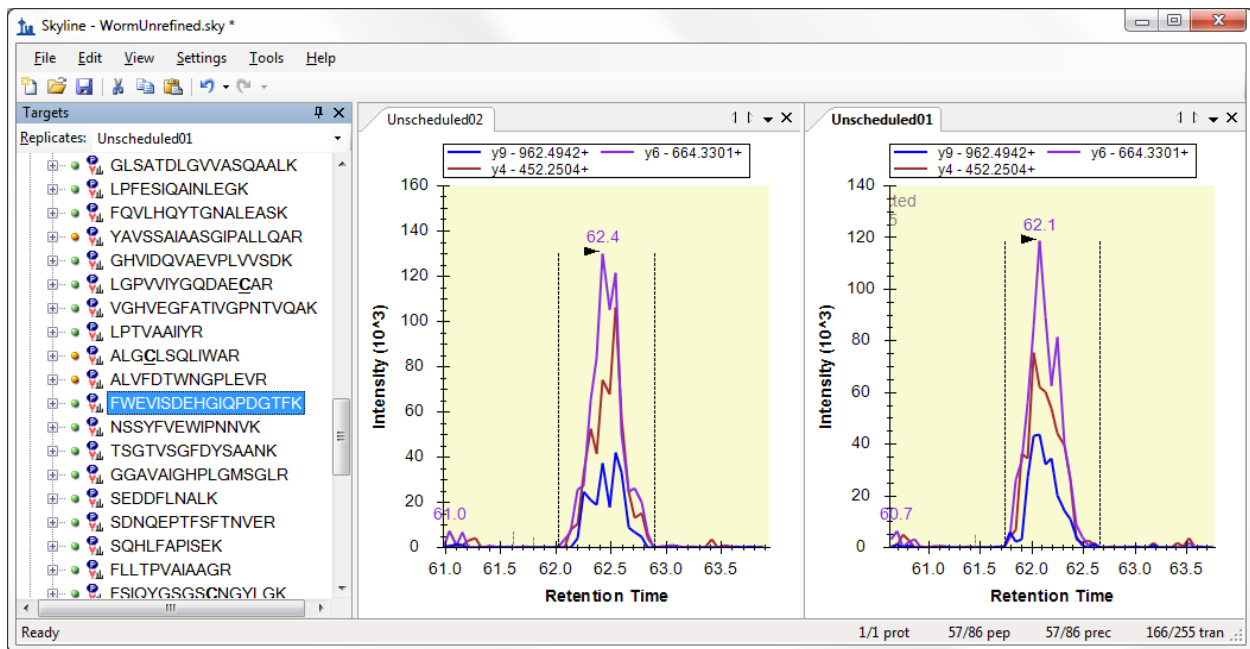 Skyline - WormUnrefined.sky *
File Edit View Settings Tools Help
Targets
Replicates: Unscheduled01
GLSATDLGVVASQAALK
LPFESIQAINLEGK
FQVLHQYTGNALEASK
YAVSSAIAASGIPALLQAR
GHVIDQVAEVPLVVSDK
LGPVVIYGQDAECAR
VGHVEGFATIVGPNTVQAK
LPTVAAIIYR
ALGCLSQLIWAR
ALVFDTWNGPLEVR
FWEVISDEHGIQPDGTFK
NSSYFVEWIPNNVK
TSGTVSGFDYSAANK
GGAVAIGHPLGMSGLR
SEDDFLNALK
SDNQEPTFSFTNVER
SQHLFAPISEK
FLLTPVAIAAGR
FSIQYGSGSCNGYLGK
Unscheduled02
y9 - 962.4942+ y6 - 664.3301+
y4 - 452.2504+
160
140
120
100
80
60
40
20
0
Intensity (10^3)
62.4
61.0
61.0 61.5 62.0 62.5 63.0 63.5
Retention Time
Unscheduled01
y9 - 962.4942+ y6 - 664.3301+
y4 - 452.2504+
140
120
100
80
60
40
20
0
Intensity (10^3)
62.1
60.7
61.0 61.5 62.0 62.5 63.0 63.5
Retention Time
Ready 1/1 prot 57/86 pep 57/86 prec 166/255 tran